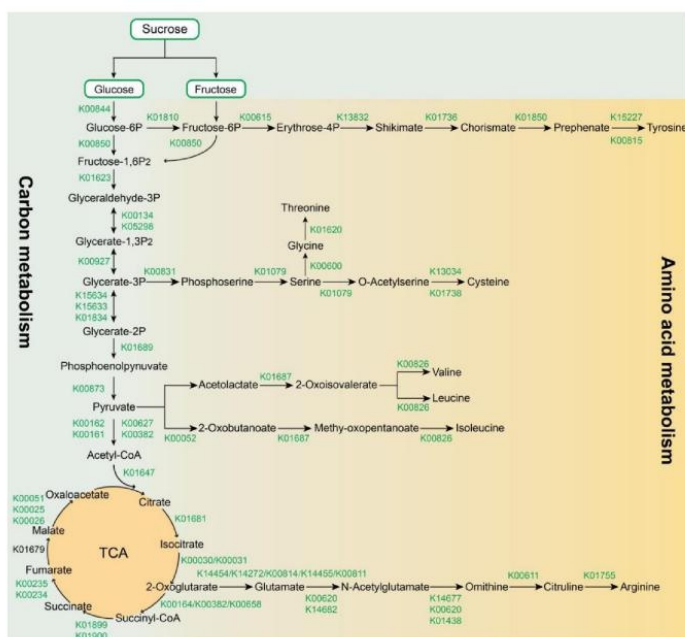 Sucrose
Glucose
Fructose
K00844
K01810
K00615
K13832
K01736
K01850
K15227
Glucose-6P
Fructose-6P
Erythrose-4P
Shikimate
Chorismate
Prephenate
Tyrosine
K00850
K00850
K00815
Fructose-1,6P2
K01623
Glyceraldehyde-3P
K00134
K05298
Threonine
K01620
Glycerate-1,3P2
Glycine
K00927
K00600
Glycerate-3P
K00831
Phosphoserine
K01079
Serine
K01079
O-Acetylserine
K13034
K01738
Cysteine
K15634
K15633
K01834
Glycerate-2P
K01689
Phosphoenolpyruvate
K00873
Acetolactate
K01687
2-Oxoisovalerate
K00826
Valine
Leucine
K00826
Pyruvate
K00052
2-Oxobutanoate
K01687
Methy-oxopentanoate
K00826
Isoleucine
K00162
K00161
K00627
K00382
Acetyl-CoA
K01647
Oxaloacetate
Citrate
K00051
K00025
K00026
K01681
Malate
Isocitrate
K01679
TCA
K00030/K00031
Fumarate
K00235
K00234
2-Oxoglutarate
K14454/K14272/K00814/K14455/K00811
Glutamate
K00620
K14682
N-Acetylglutamate
K14677
K00620
K01438
Ornithine
K00611
Citruline
K01755
Arginine
K00164/K00382/K00658
Succinate
Succinyl-CoA
K01899
K01900
Carbon metabolism
Amino acid metabolism